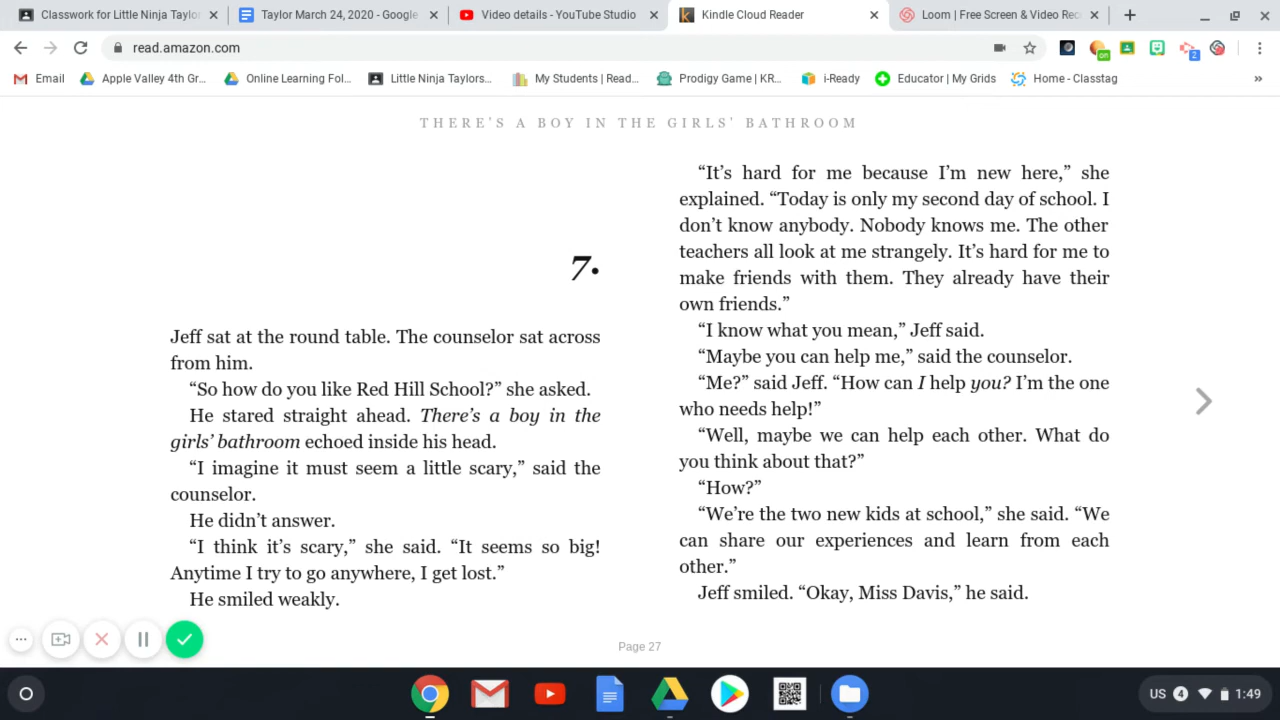 Classwork for Little Ninja Taylor
Taylor March 24, 2020 - Google
Video details - YouTube Studio
Kindle Cloud Reader
Loom | Free Screen & Video Rec
read.amazon.com
on
2
Email
Apple Valley 4th Gr...
Online Learning Fol...
Little Ninja Taylors...
My Students | Read...
Prodigy Game | KR...
i-Ready
Educator | My Grids
Home - Classtag
»
THERE'S A BOY IN THE GIRLS' BATHROOM
7.
Jeff sat at the round table. The counselor sat across
from him.
“So how do you like Red Hill School?” she asked.
He stared straight ahead. There’s a boy in the
girls’ bathroom echoed inside his head.
“I imagine it must seem a little scary,” said the
counselor.
He didn’t answer.
“I think it’s scary,” she said. “It seems so big!
Anytime I try to go anywhere, I get lost.”
He smiled weakly.
“It’s hard for me because I’m new here,” she
explained. “Today is only my second day of school. I
don’t know anybody. Nobody knows me. The other
teachers all look at me strangely. It’s hard for me to
make friends with them. They already have their
own friends.”
“I know what you mean,” Jeff said.
“Maybe you can help me,” said the counselor.
“Me?” said Jeff. “How can I help you? I’m the one
who needs help!”
“Well, maybe we can help each other. What do
you think about that?”
“How?”
“We’re the two new kids at school,” she said. “We
can share our experiences and learn from each
other.”
Jeff smiled. “Okay, Miss Davis,” he said.
Page 27
US 4 1:49